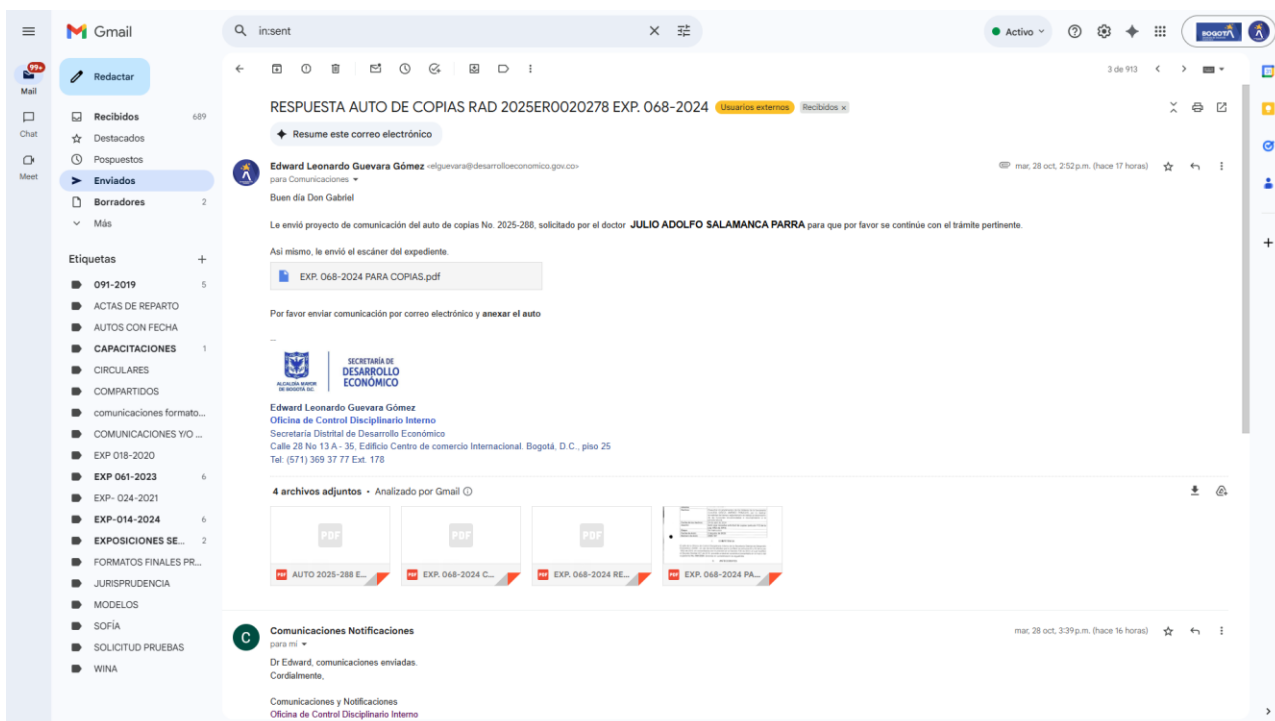 Gmail
in:sent
Activo
BOGOTÁ
99+
Mail
Chat
Meet
Redactar
Recibidos 689
Destacados
Pospuestos
Enviados
Borradores 2
Más
Etiquetas
091-2019 5
ACTAS DE REPARTO
AUTOS CON FECHA
CAPACITACIONES 1
CIRCULARES
COMPARTIDOS
comunicaciones formato...
COMUNICACIONES Y/O ...
EXP 018-2020
EXP 061-2023 6
EXP- 024-2021
EXP-014-2024 6
EXPOSICIONES SE... 2
FORMATOS FINALES PR...
JURISPRUDENCIA
MODELOS
SOFÍA
SOLICITUD PRUEBAS
WINA
3 de 913
RESPUESTA AUTO DE COPIAS RAD 2025ER0020278 EXP. 068-2024 Usuarios externos Recibidos x
Resume este correo electrónico
Edward Leonardo Guevara Gómez <elguevara@desarrolloeconomico.gov.co> mar, 28 oct, 2:52 p.m. (hace 17 horas)
para Comunicaciones
Buen día Don Gabriel
Le envió proyecto de comunicación del auto de copias No. 2025-288, solicitado por el doctor JULIO ADOLFO SALAMANCA PARRA para que por favor se continúe con el trámite pertinente.
Asi mismo, le envió el escáner del expediente.
EXP. 068-2024 PARA COPIAS.pdf
Por favor enviar comunicación por correo electrónico y anexar el auto
--
ALCALDÍA MAYOR
DE BOGOTÁ D.C.
SECRETARÍA DE
DESARROLLO
ECONÓMICO
Edward Leonardo Guevara Gómez
Oficina de Control Disciplinario Interno
Secretaría Distrital de Desarrollo Económico
Calle 28 No 13 A - 35, Edificio Centro de comercio Internacional. Bogotá, D.C., piso 25
Tel: (571) 369 37 77 Ext. 178
4 archivos adjuntos • Analizado por Gmail
PDF
PDF
PDF
PDF AUTO 2025-288 E...
PDF EXP. 068-2024 C...
PDF EXP. 068-2024 RE...
PDF EXP. 068-2024 PA...
C
Comunicaciones Notificaciones mar, 28 oct, 3:39 p.m. (hace 16 horas)
para mí
Dr Edward, comunicaciones enviadas.
Cordialmente,
Comunicaciones y Notificaciones
Oficina de Control Disciplinario Interno